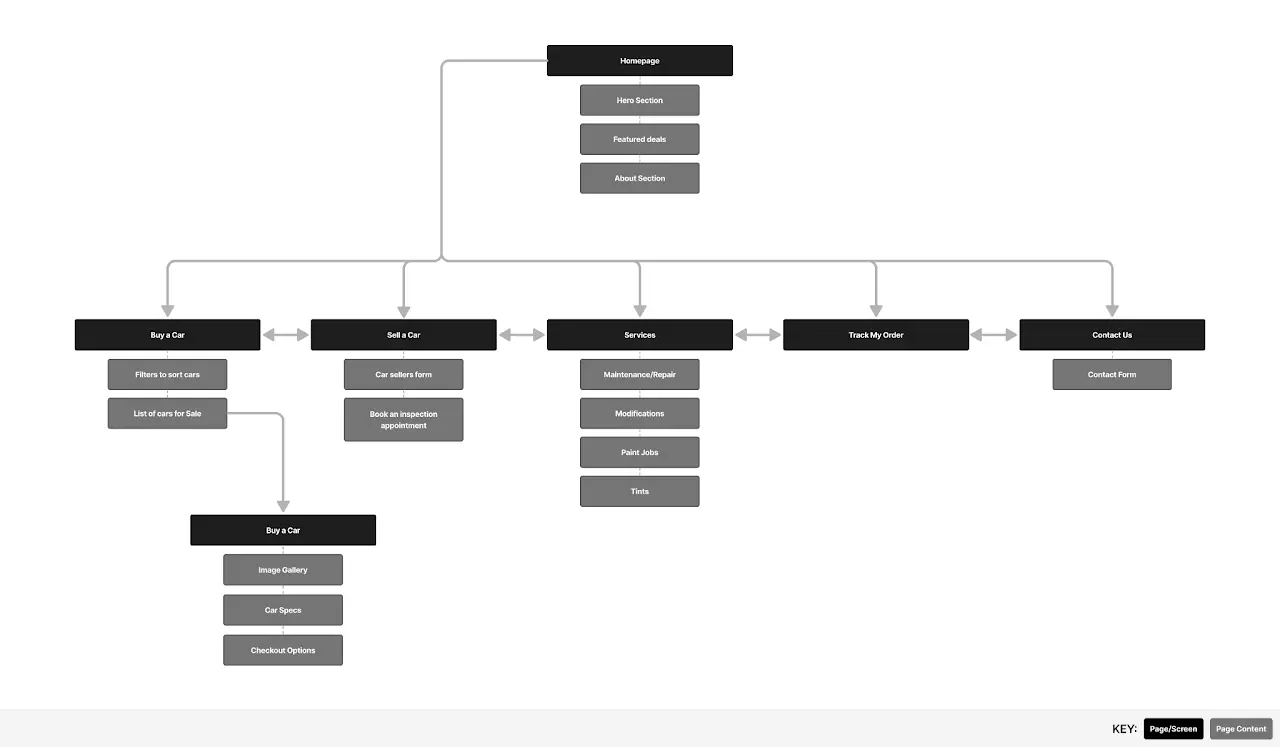 Homepage
Hero Section
Featured deals
About Section
Buy a Car
Sell a Car
Services
Track My Order
Contact Us
Filters to sort cars
Car sellers form
Maintenance/Repair
Contact Form
List of cars for Sale
Book an inspection
appointment
Modifications
Paint Jobs
Tints
Buy a Car
Image Gallery
Car Specs
Checkout Options
KEY:
Page/Screen
Page Content